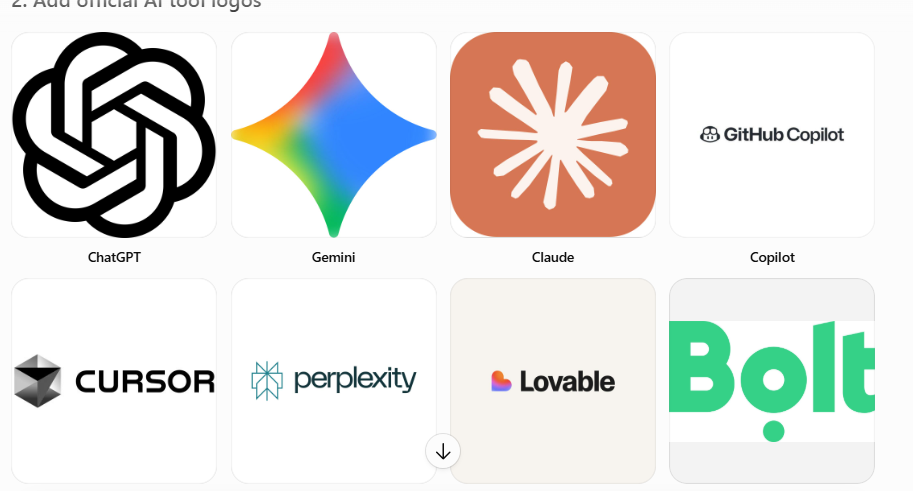 2. Add official AI tool logos
GitHub Copilot
ChatGPT
Gemini
Claude
Copilot
CURSOR
perplexity
Lovable
Bolt